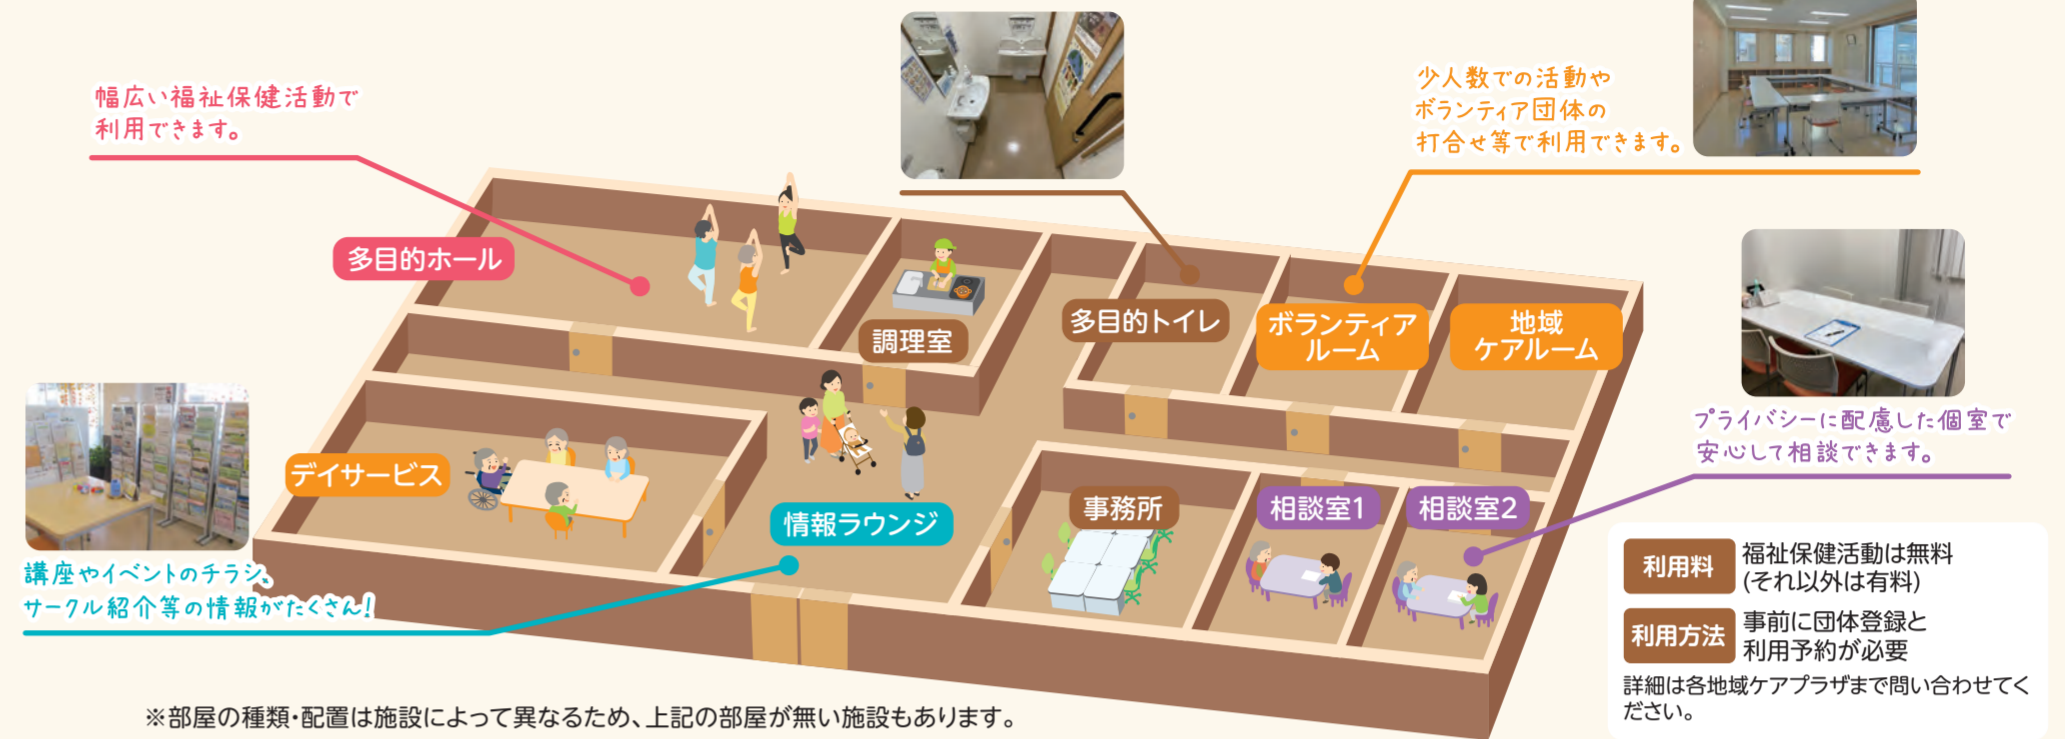 幅広い福祉保健活動で
利用できます。
少人数での活動や
ボランティア団体の
打合せ等で利用できます。
多目的ホール
調理室
多目的トイレ
ボランティア
ルーム
地域
ケアルーム
プライバシーに配慮した個室で
安心して相談できます。
デイサービス
情報ラウンジ
事務所
相談室1
相談室2
講座やイベントのチラシ、
サークル紹介等の情報がたくさん!
利用料
福祉保健活動は無料
(それ以外は有料)
利用方法
事前に団体登録と
利用予約が必要
詳細は各地域ケアプラザまで問い合わせてく
ださい。
※部屋の種類・配置は施設によって異なるため、上記の部屋が無い施設もあります。